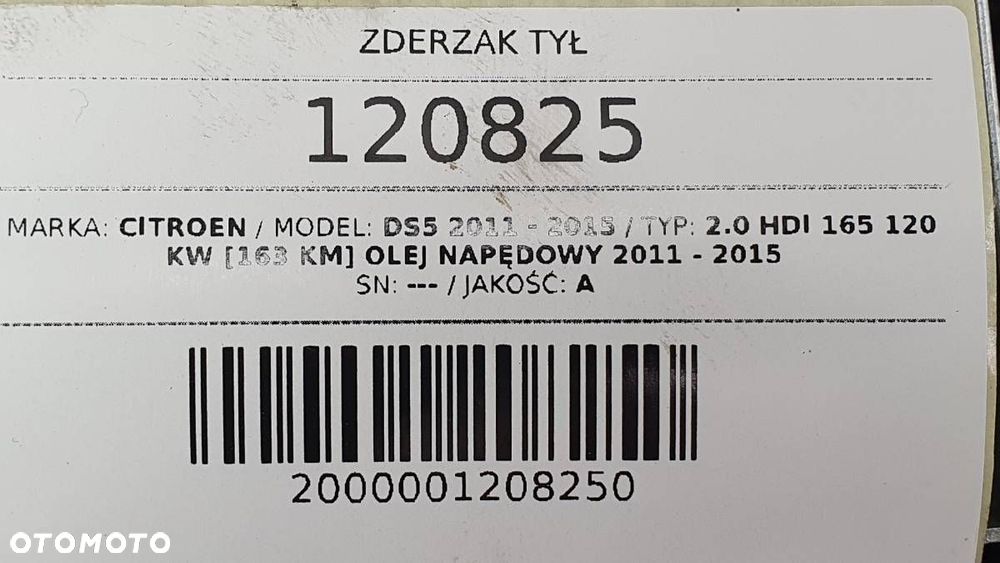 ZDERZAK TYŁ
120825
MARKA: CITROEN / MODEL: DS5 2011 - 2015 / TYP: 2.0 HDI 165 120
KW [163 KM] OLEJ NAPĘDOWY 2011 - 2015
SN: --- / JAKOŚĆ: A
2000001208250
OTOMOTO